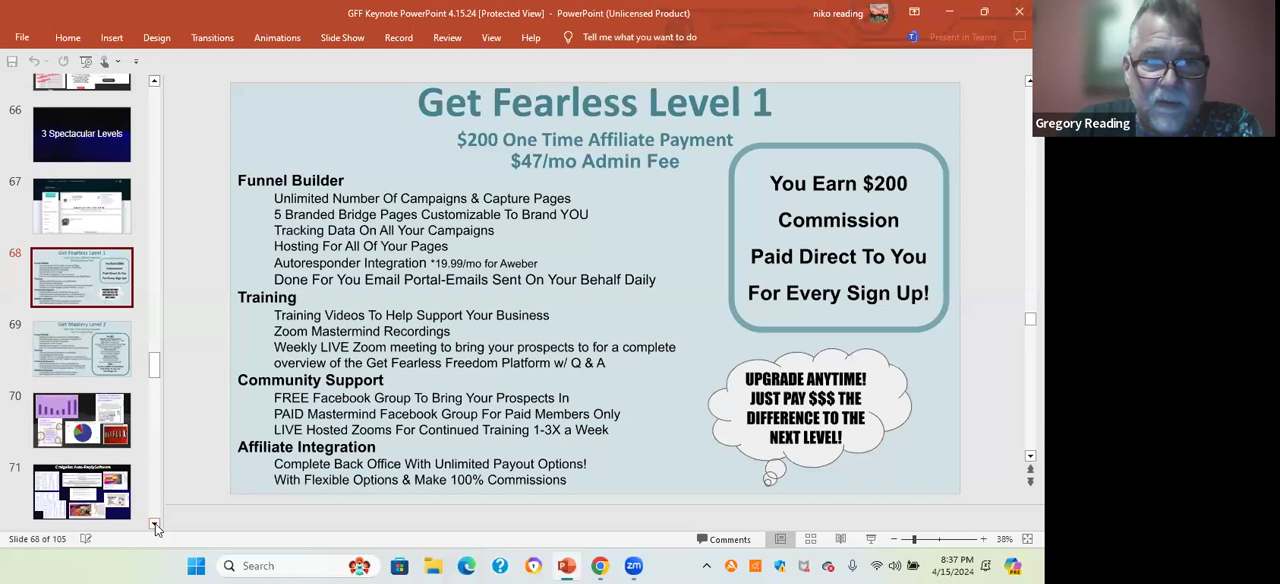 GFF Keynote PowerPoint 4.15.24 [Protected View] - PowerPoint (Unlicensed Product)
niko reading
File Home Insert Design Transitions Animations Slide Show Record Review View Help Tell me what you want to do
Present in Teams
Gregory Reading
66
3 Spectacular Levels
67
68
Get Fearless Level 1
69
Get Mastery Level 2
70
71
Get Fearless Level 1
$200 One Time Affiliate Payment
$47/mo Admin Fee
Funnel Builder
Unlimited Number Of Campaigns & Capture Pages
5 Branded Bridge Pages Customizable To Brand YOU
Tracking Data On All Your Campaigns
Hosting For All Of Your Pages
Autoresponder Integration *19.99/mo for Aweber
Done For You Email Portal-Emails Sent On Your Behalf Daily
Training
Training Videos To Help Support Your Business
Zoom Mastermind Recordings
Weekly LIVE Zoom meeting to bring your prospects to for a complete
overview of the Get Fearless Freedom Platform w/ Q & A
Community Support
FREE Facebook Group To Bring Your Prospects In
PAID Mastermind Facebook Group For Paid Members Only
LIVE Hosted Zooms For Continued Training 1-3X a Week
Affiliate Integration
Complete Back Office With Unlimited Payout Options!
With Flexible Options & Make 100% Commissions
You Earn $200
Commission
Paid Direct To You
For Every Sign Up!
UPGRADE ANYTIME!
JUST PAY $$$ THE
DIFFERENCE TO THE
NEXT LEVEL!
Slide 68 of 105
Comments
38%
Search
zm
8:37 PM
4/15/2024